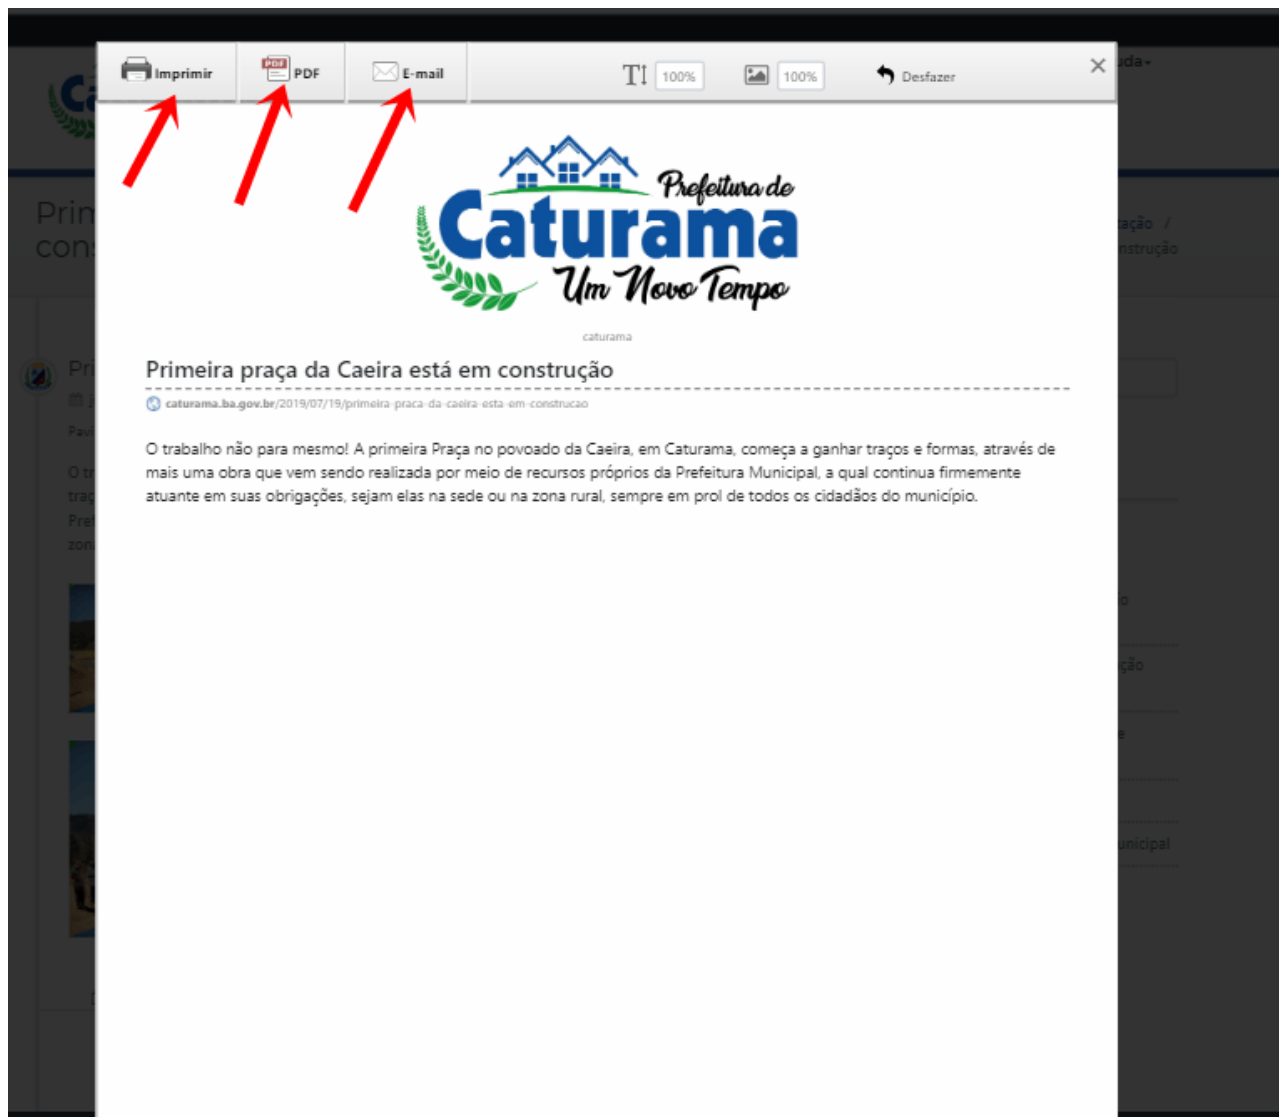 Imprimir
PDF
PDF
E-mail
100%
100%
Desfazer
Prefeitura de
Caturama
Um Novo Tempo
caturama
Primeira praça da Caeira está em construção
caturama.ba.gov.br/2019/07/19/primeira-praca-da-caeira-esta-em-construcao
O trabalho não para mesmo! A primeira Praça no povoado da Caeira, em Caturama, começa a ganhar traços e formas, através de
mais uma obra que vem sendo realizada por meio de recursos próprios da Prefeitura Municipal, a qual continua firmemente
atuante em suas obrigações, sejam elas na sede ou na zona rural, sempre em prol de todos os cidadãos do município.